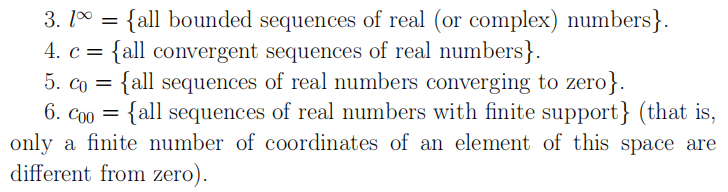 3. l^∞ = {all bounded sequences of real (or complex) numbers}.
4. c = {all convergent sequences of real numbers}.
5. c₀ = {all sequences of real numbers converging to zero}.
6. c₀₀ = {all sequences of real numbers with finite support} (that is,
only a finite number of coordinates of an element of this space are
different from zero).